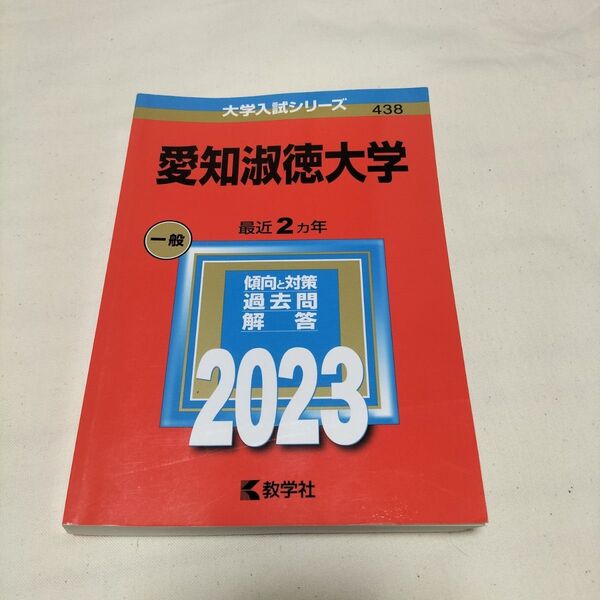 大学入試シリーズ
438
愛知淑徳大学
最近2ヵ年
一般
傾向と対策
過去問
解答
2023
教学社